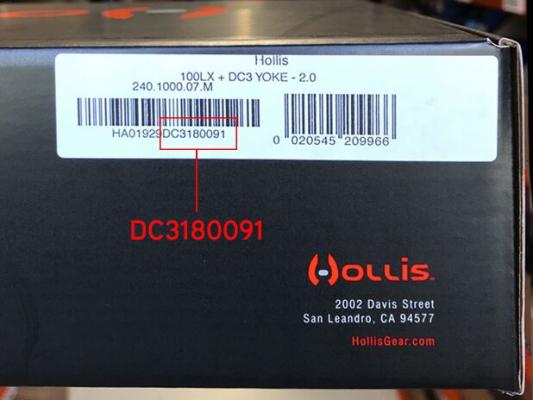 Hollis
100LX + DC3 YOKE - 2.0
240.1000.07.M
HA01929DC3180091
0 020545 209966
DC3180091
HOLLIS
2002 Davis Street
San Leandro, CA 94577
HollisGear.com